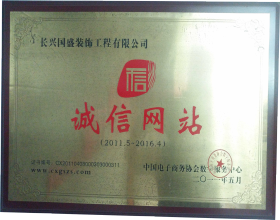 长兴国盛装饰工程有限公司
信
诚信网站
(2011.5-2016.4)
www.csgszs.com
中国电子商务协会数字服务中心
二〇一一年五月